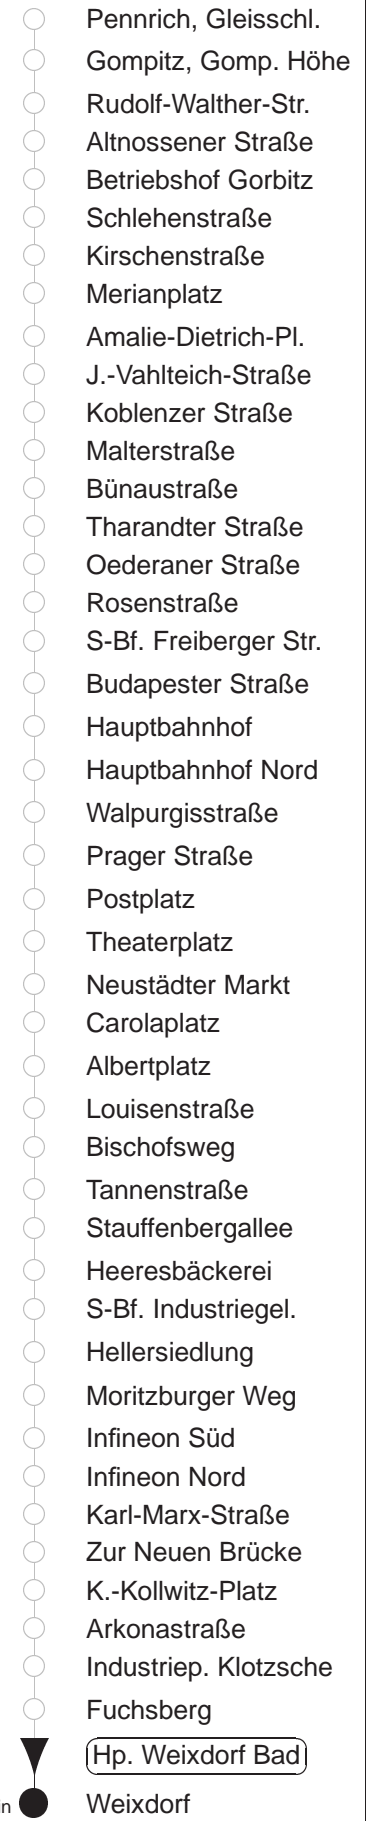 Pennrich, Gleisschl.
Gompitz, Gomp. Höhe
Rudolf-Walther-Str.
Altnossener Straße
Betriebshof Gorbitz
Schlehenstraße
Kirschenstraße
Merianplatz
Amalie-Dietrich-Pl.
J.-Vahlteich-Straße
Koblenzer Straße
Malterstraße
Bünaustraße
Tharandter Straße
Oederaner Straße
Rosenstraße
S-Bf. Freiberger Str.
Budapester Straße
Hauptbahnhof
Hauptbahnhof Nord
Walpurgisstraße
Prager Straße
Postplatz
Theaterplatz
Neustädter Markt
Carolaplatz
Albertplatz
Louisenstraße
Bischofsweg
Tannenstraße
Stauffenbergallee
Heeresbäckerei
S-Bf. Industriegel.
Hellersiedlung
Moritzburger Weg
Infineon Süd
Infineon Nord
Karl-Marx-Straße
Zur Neuen Brücke
K.-Kollwitz-Platz
Arkonastraße
Industriep. Klotzsche
Fuchsberg
Hp. Weixdorf Bad
Weixdorf